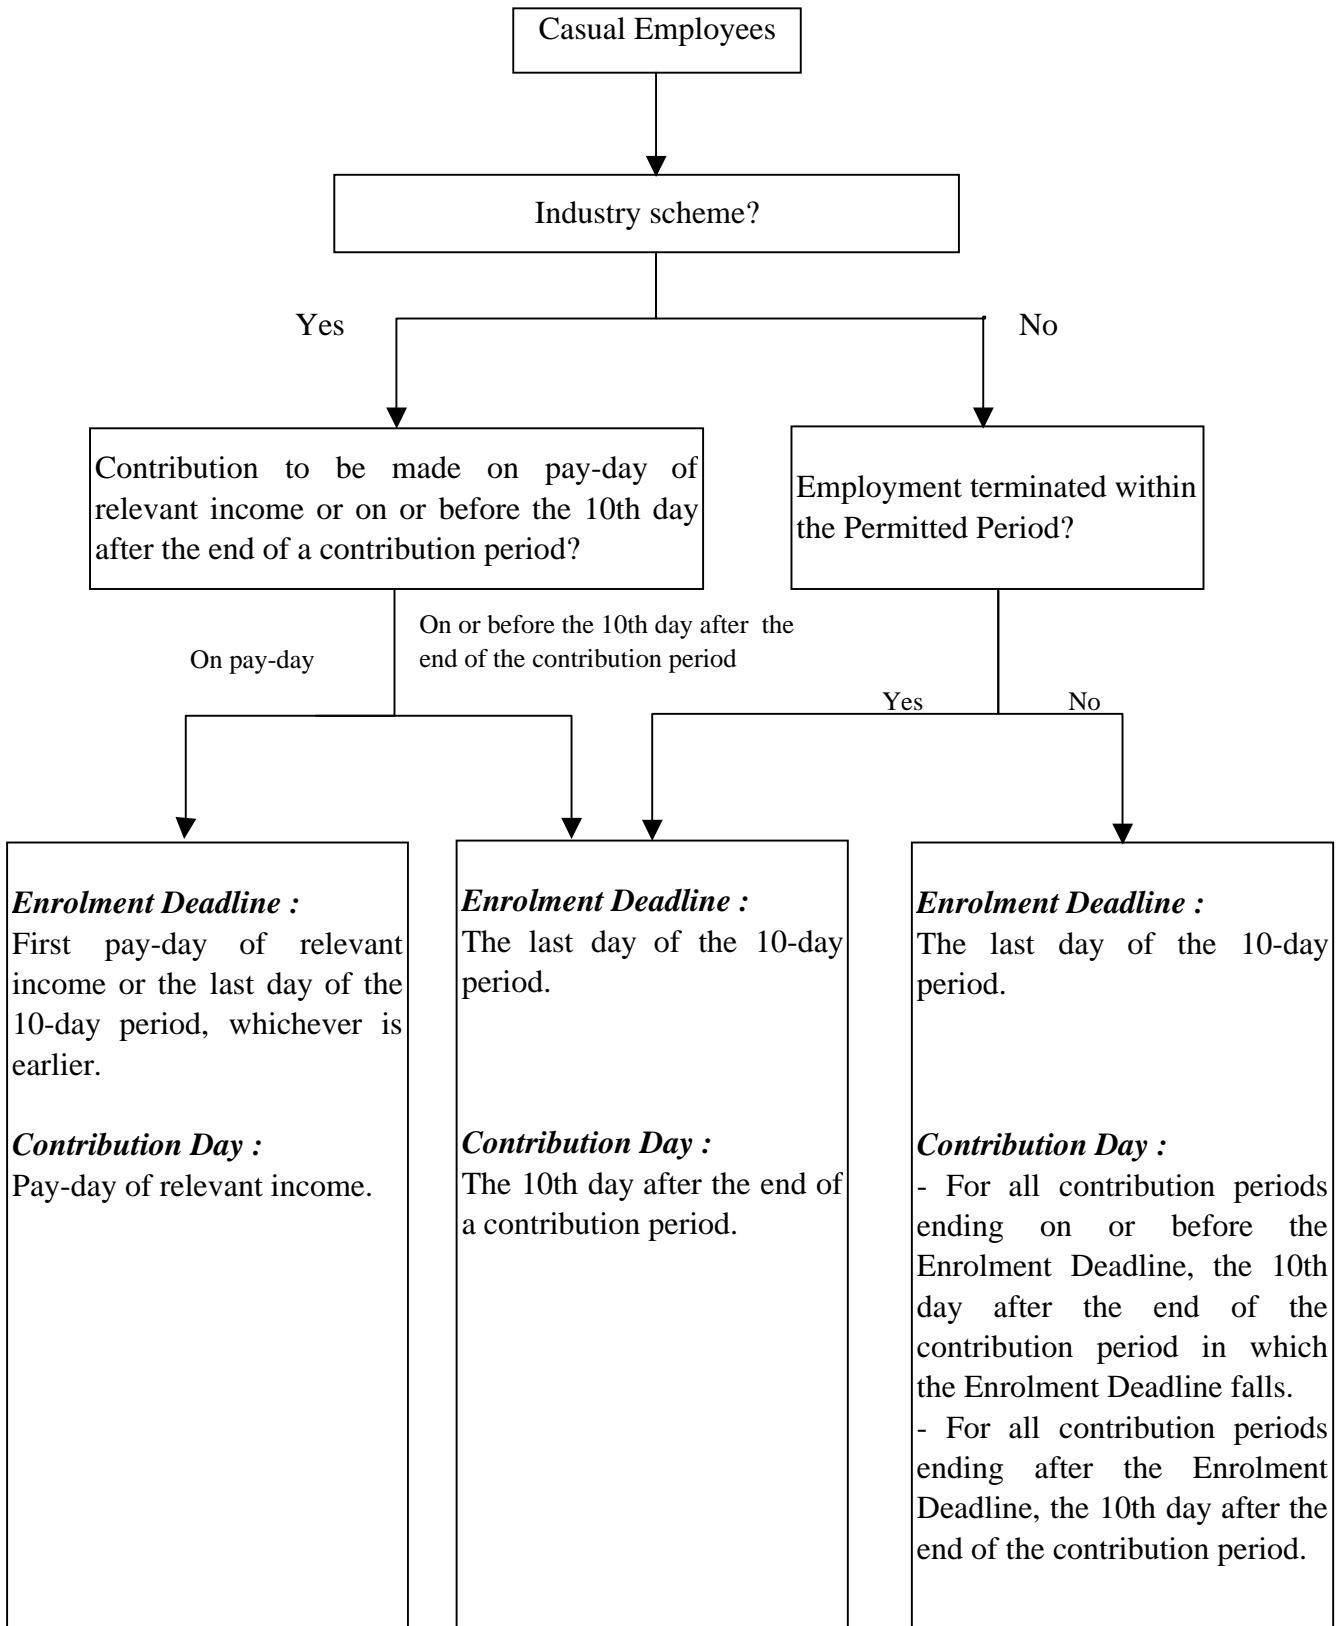 Casual Employees
Industry scheme?
Yes
No
Contribution to be made on pay-day of
relevant income or on or before the 10th day
after the end of a contribution period?
Employment terminated within
the Permitted Period?
On pay-day
On or before the 10th day after the
end of the contribution period
Yes
No
Enrolment Deadline :
First pay-day of relevant
income or the last day of the
10-day period, whichever is
earlier.
Contribution Day :
Pay-day of relevant income.
Enrolment Deadline :
The last day of the 10-day
period.
Contribution Day :
The 10th day after the end of
a contribution period.
Enrolment Deadline :
The last day of the 10-day
period.
Contribution Day :
- For all contribution periods
ending on or before the
Enrolment Deadline, the 10th
day after the end of the
contribution period in which
the Enrolment Deadline falls.
- For all contribution periods
ending after the Enrolment
Deadline, the 10th day after the
end of the contribution period.